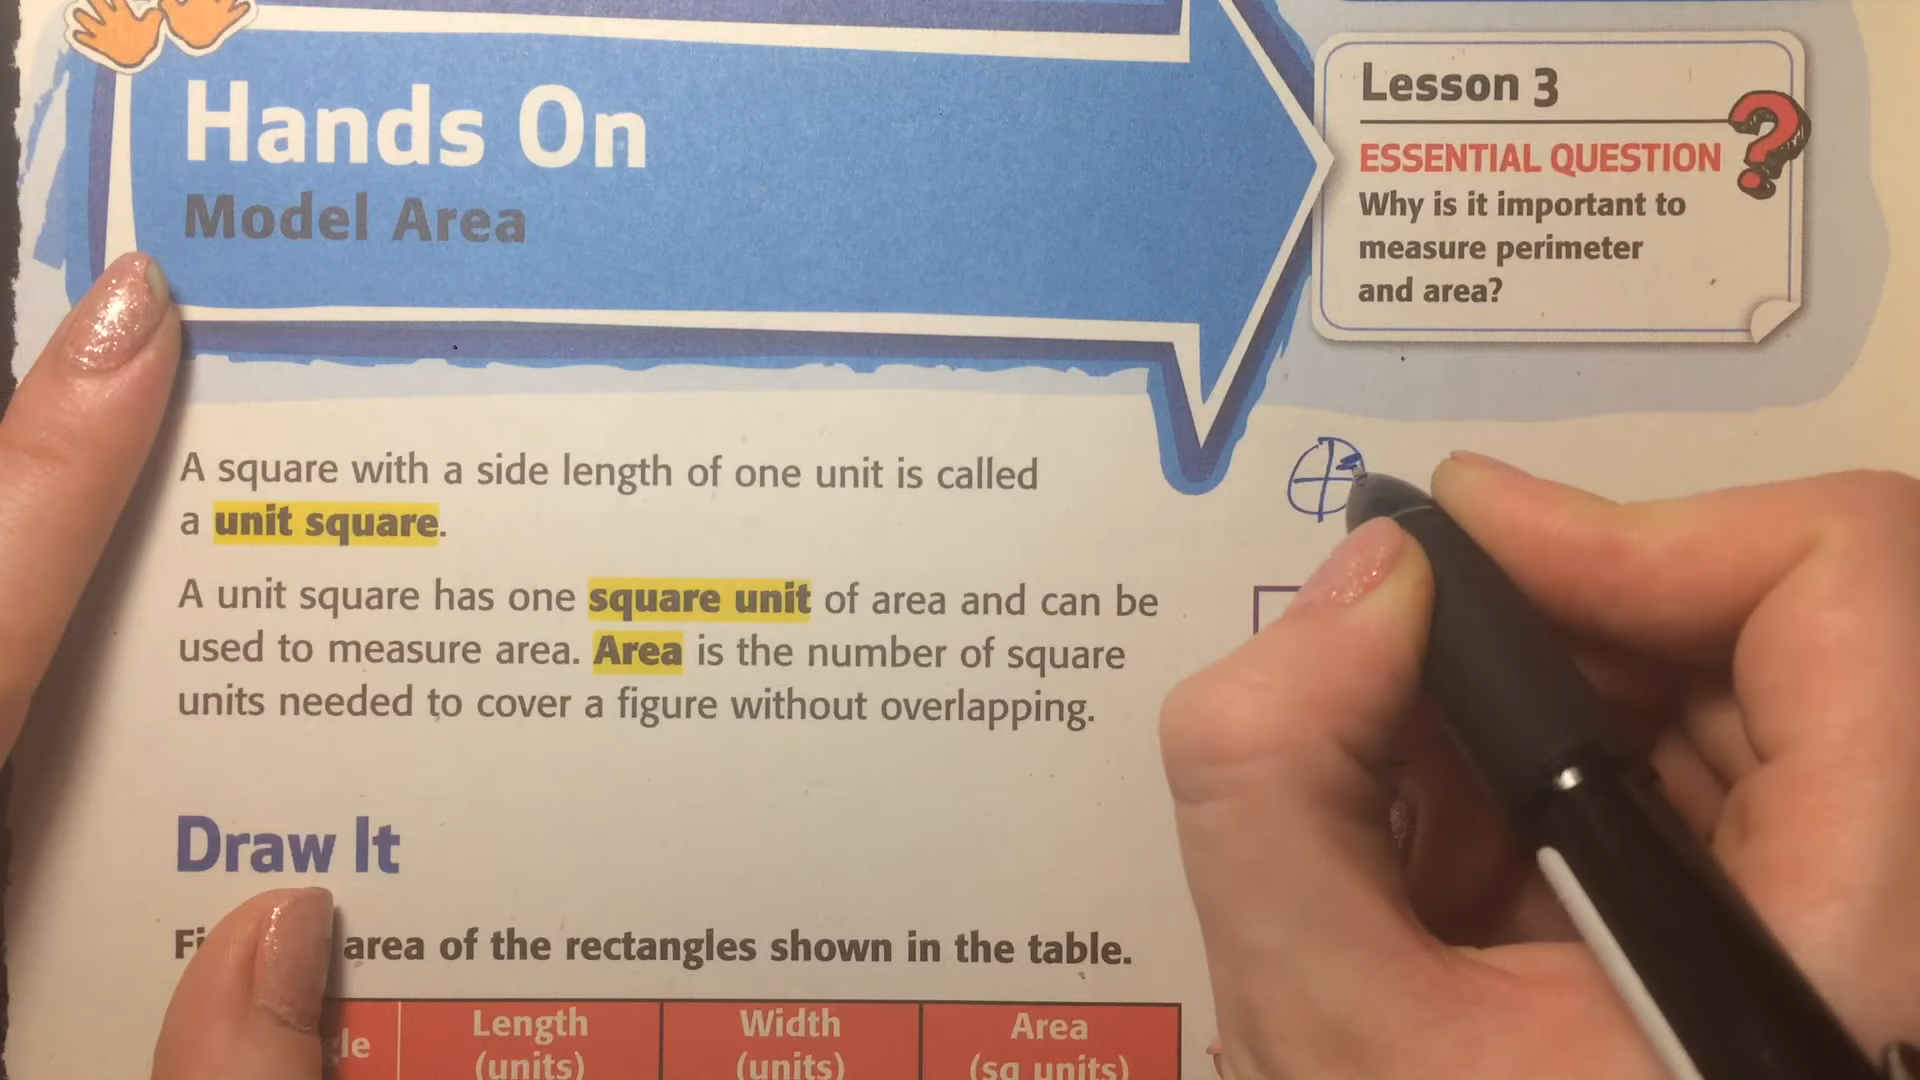 Hands On
Model Area
Lesson 3
ESSENTIAL QUESTION
Why is it important to
measure perimeter
and area?
A square with a side length of one unit is called
a unit square.
A unit square has one square unit of area and can be
used to measure area. Area is the number of square
units needed to cover a figure without overlapping.
Draw It
area of the rectangles shown in the table.
Length
(units)
Width
(units)
Area
(sq units)